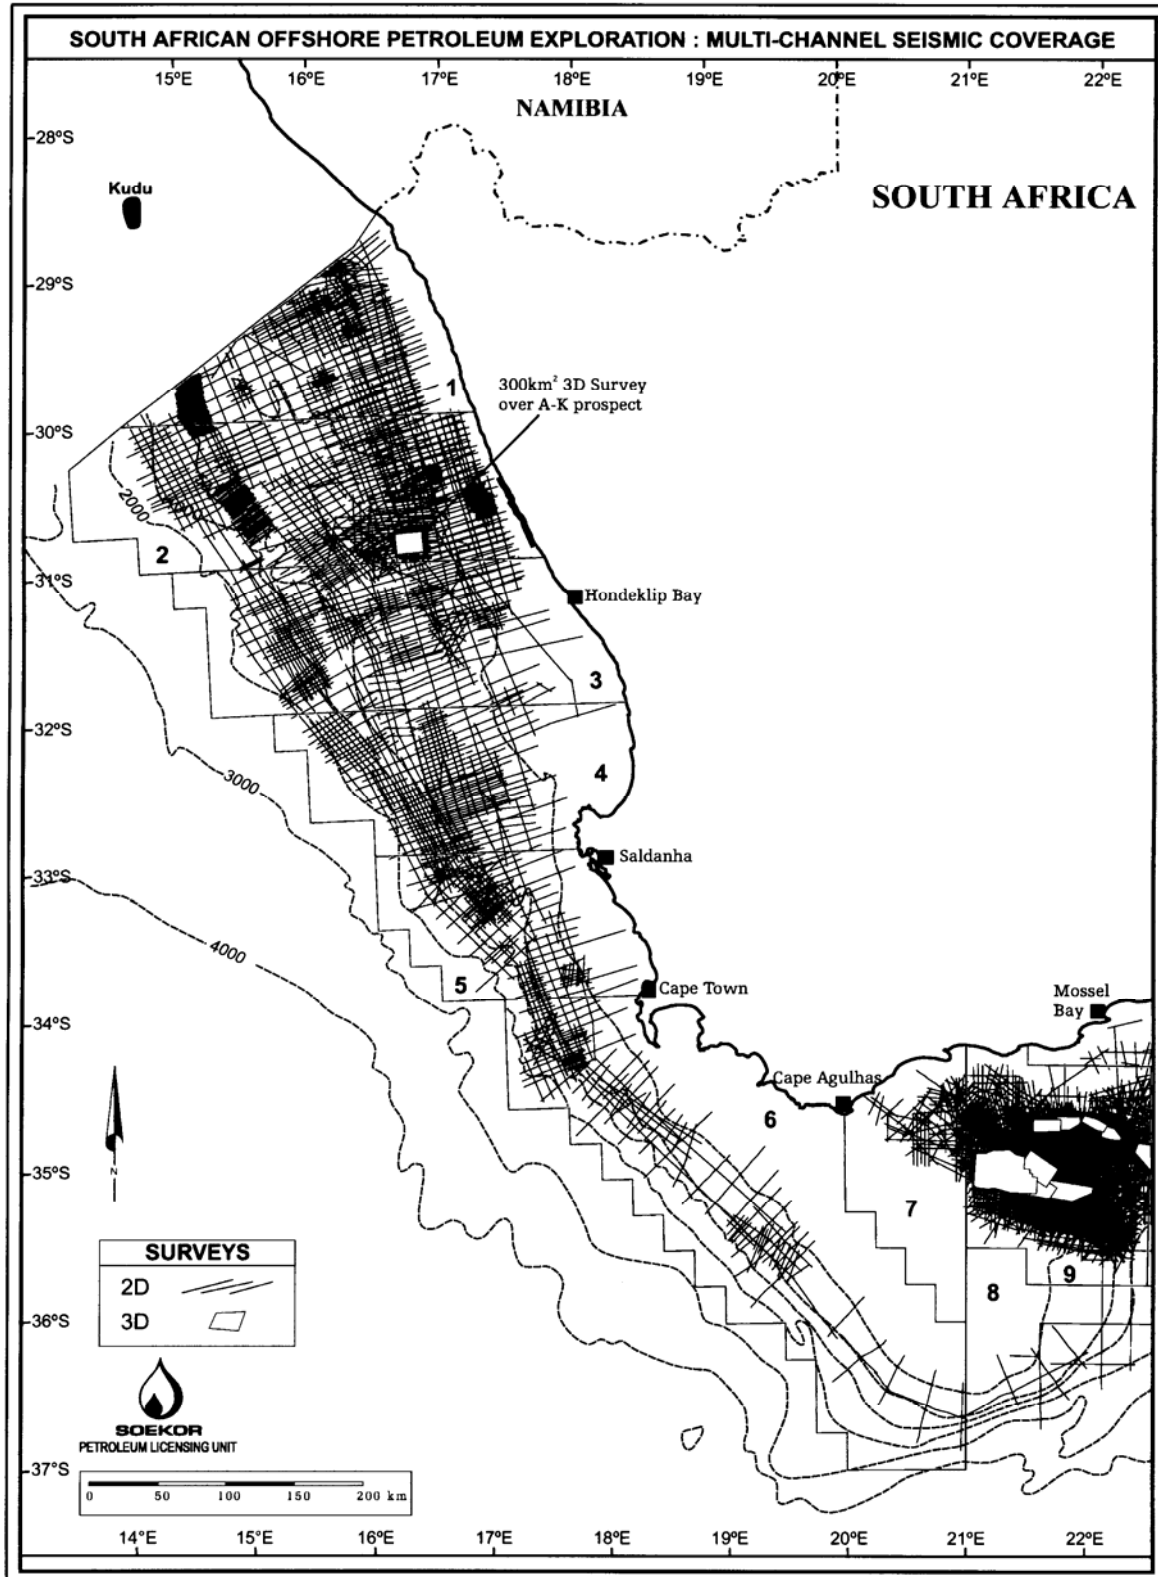 SOUTH AFRICAN OFFSHORE PETROLEUM EXPLORATION : MULTI-CHANNEL SEISMIC COVERAGE
15°E 16°E 17°E 18°E 19°E 20°E 21°E 22°E
NAMIBIA
28°S
Kudu
SOUTH AFRICA
29°S
1
300km² 3D Survey
over A-K prospect
30°S
2000
2
31°S
Hondeklip Bay
3
32°S
3000
4
Saldanha
33°S
4000
5
Cape Town
Mossel
Bay
34°S
Cape Agulhas
6
N
35°S
7
SURVEYS
2D
3D
9
8
36°S
SOEKOR
PETROLEUM LICENSING UNIT
37°S
0 50 100 150 200 km
14°E 15°E 16°E 17°E 18°E 19°E 20°E 21°E 22°E